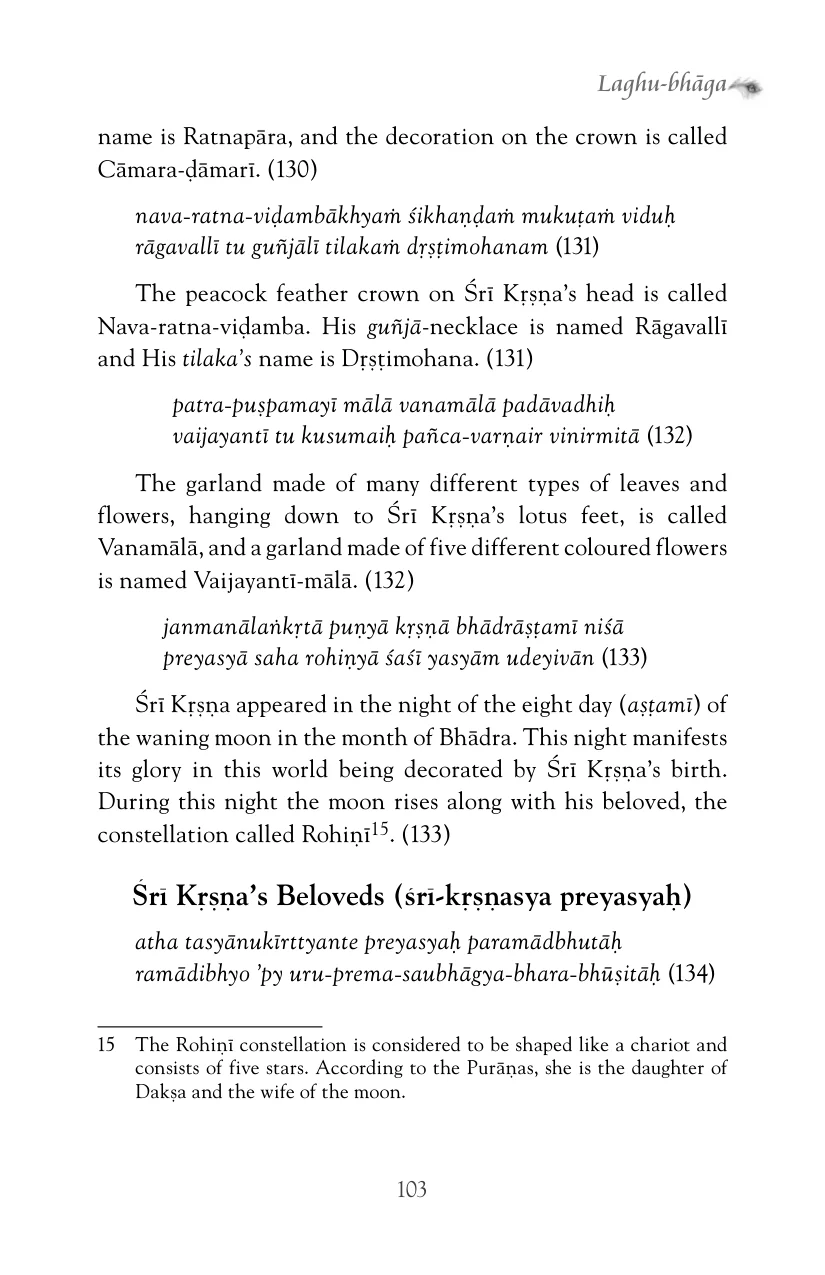 Laghu-bhāga
name is Ratnapāra, and the decoration on the crown is called
Cāmara-ḍāmarī. (130)
nava-ratna-viḍambākhyaṁ śikhaṇḍaṁ mukuṭaṁ viduḥ
rāgavallī tu guñjālī tilakaṁ dṛṣṭimohanam (131)
The peacock feather crown on Śrī Kṛṣṇa’s head is called
Nava-ratna-viḍamba. His guñjā-necklace is named Rāgavallī
and His tilaka’s name is Dṛṣṭimohana. (131)
patra-puṣpamayī mālā vanamālā padāvadhiḥ
vaijayantī tu kusumaiḥ pañca-varṇair vinirmitā (132)
The garland made of many different types of leaves and
flowers, hanging down to Śrī Kṛṣṇa’s lotus feet, is called
Vanamālā, and a garland made of five different coloured flowers
is named Vaijayantī-mālā. (132)
janmanālaṅkṛtā puṇyā kṛṣṇā bhādrāṣṭamī niśā
preyasyā saha rohiṇyā śaśī yasyām udeyivān (133)
Śrī Kṛṣṇa appeared in the night of the eight day (aṣṭamī) of
the waning moon in the month of Bhādra. This night manifests
its glory in this world being decorated by Śrī Kṛṣṇa’s birth.
During this night the moon rises along with his beloved, the
constellation called Rohiṇī15. (133)
Śrī Kṛṣṇa’s Beloveds (śrī-kṛṣṇasya preyasyaḥ)
atha tasyānukīrttyante preyasyaḥ paramādbhutāḥ
ramādibhyo ’py uru-prema-saubhāgya-bhara-bhūṣitāḥ (134)
15 The Rohiṇī constellation is considered to be shaped like a chariot and
consists of five stars. According to the Purāṇas, she is the daughter of
Dakṣa and the wife of the moon.
103